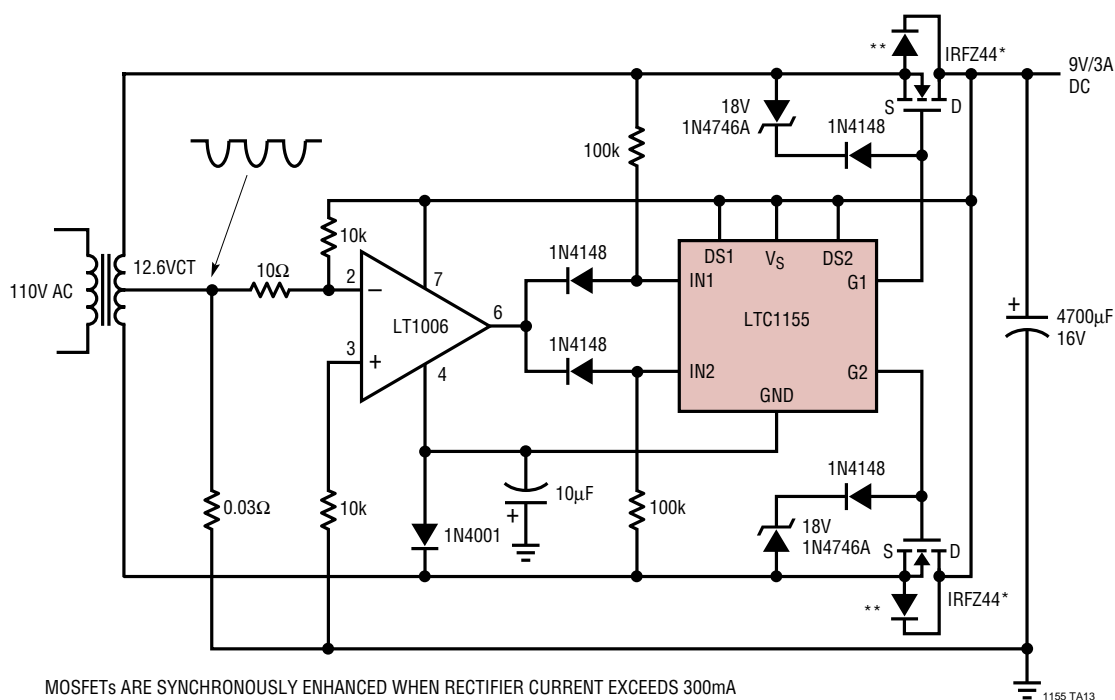 **
IRFZ44*
9V/3A
DC
S
D
18V
1N4746A
1N4148
100k
10k
12.6VCT
10Ω
110V AC
2
–
7
LT1006
6
3
+
4
1N4148
1N4148
DS1
VS
DS2
IN1
G1
LTC1155
IN2
G2
GND
+
4700µF
16V
0.03Ω
10k
1N4001
10µF
+
100k
1N4148
18V
1N4746A
S
D
**
IRFZ44*
MOSFETs ARE SYNCHRONOUSLY ENHANCED WHEN RECTIFIER CURRENT EXCEEDS 300mA
1155 TA13